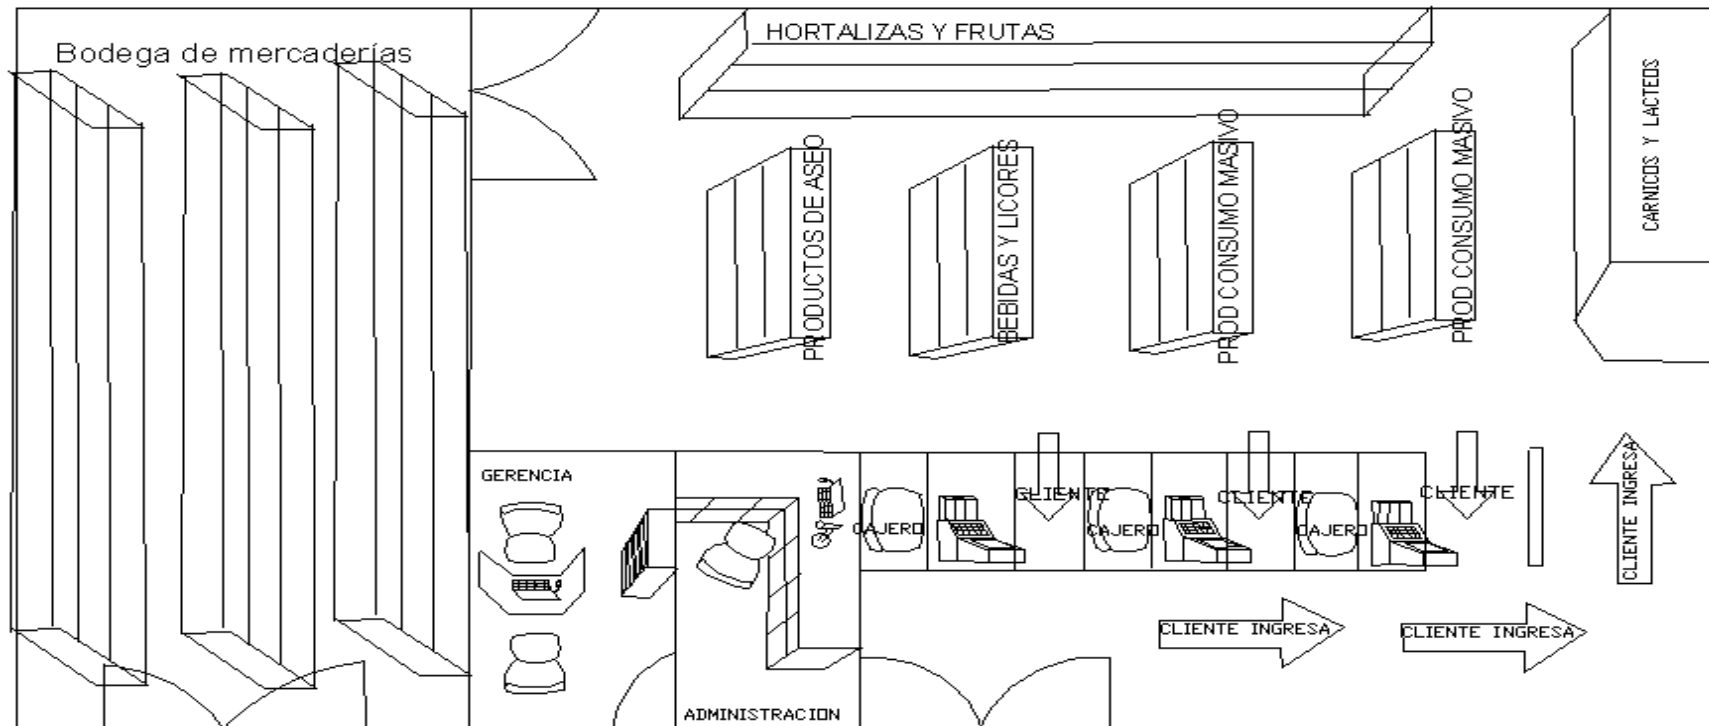 Bodega de mercaderías
HORTALIZAS Y FRUTAS
CARNICOS Y LACTEOS
PRODUCTOS DE ASEO
BEBIDAS Y LICORES
PROD CONSUMO MASIVO
PROD CONSUMO MASIVO
GERENCIA
CAJERO
CLIENTE
CAJERO
CLIENTE
CAJERO
CLIENTE
CLIENTE INGRESA
CLIENTE INGRESA
CLIENTE INGRESA
ADMINISTRACION